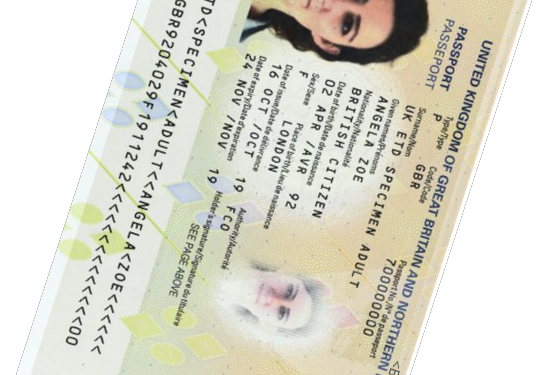 UNITED KINGDOM OF GREAT BRITAIN AND NORTHERN
PASSPORT
PASSEPORT
Type/Type
P
Code/Code
GBR
Passport No./No de passeport
700000000
Surname/Nom
UK ETD SPECIMEN ADULT
Given names/Prénoms
ANGELA ZOE
Nationality/Nationalité
BRITISH CITIZEN
Date of birth/Date de naissance
02 APR /AVR 92
Sex/Sexe
F
Place of birth/Lieu de naissance
LONDON
Date of issue/Date de délivrance
16 OCT /OCT 19
Authority/Autorité
FCO
Date of expiry/Date d'expiration
24 NOV /NOV 19
Holder's signature/Signature du titulaire
SEE PAGE ABOVE
TD<SPECIMEN<ADULT<<ANGELA<ZOE<<<<<<
GBR9204029F1911242>>>>>>>>>>>>>>00